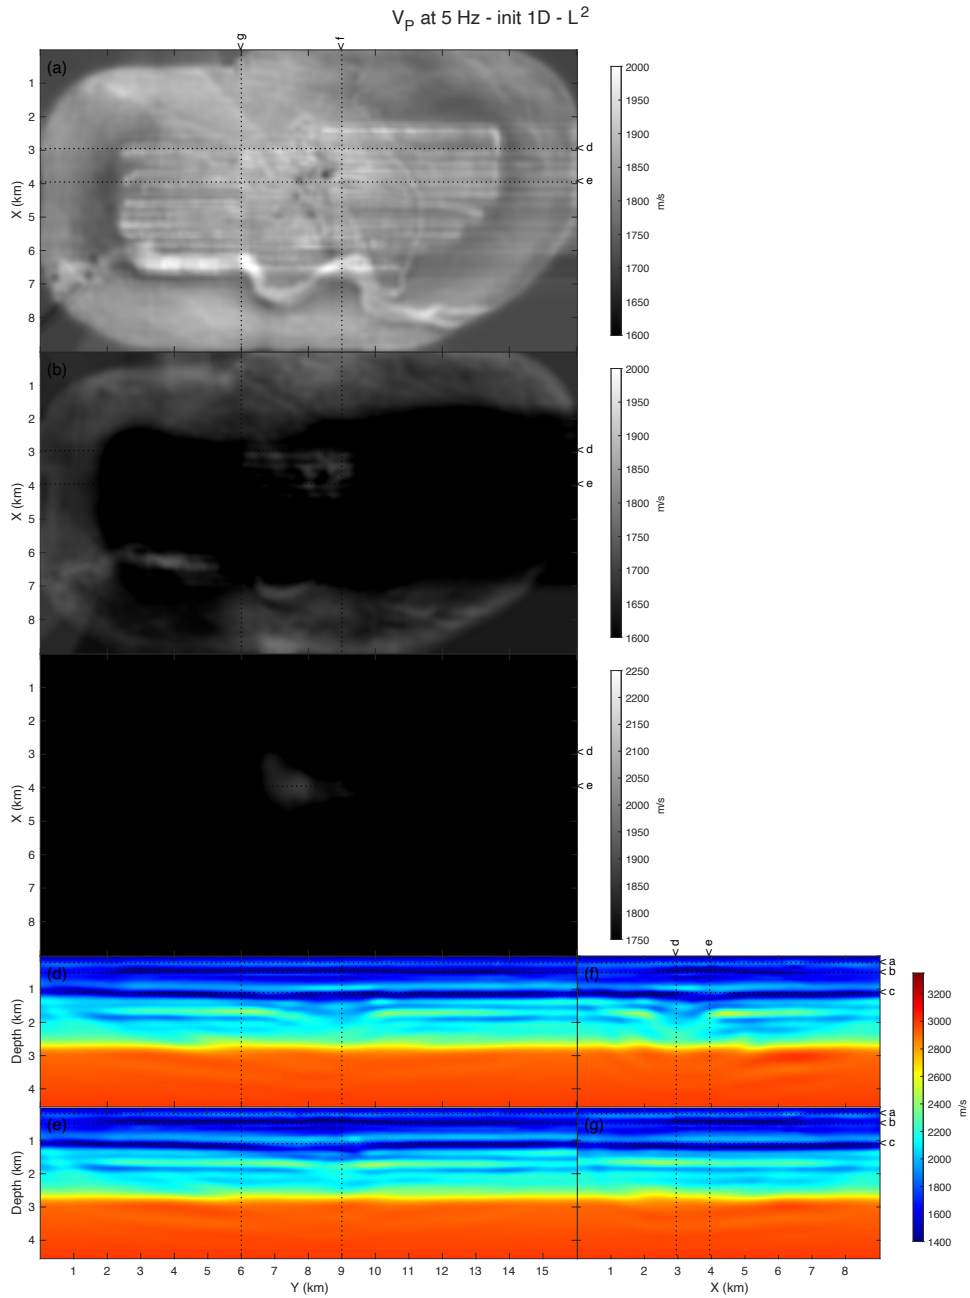 V_P at 5 Hz - init 1D - L^2
< g
< f
(a)
1
2
3
4
5
6
7
8
X (km)
< d
< e
2000
1950
1900
1850
1800
1750
1700
1650
1600
m/s
(b)
1
2
3
4
5
6
7
8
X (km)
< d
< e
2000
1950
1900
1850
1800
1750
1700
1650
1600
m/s
1
2
3
4
5
6
7
8
X (km)
< d
< e
2250
2200
2150
2100
2050
2000
1950
1900
1850
1800
1750
m/s
< d
< e
(d)
1
2
3
4
Depth (km)
(f)
< a
< b
< c
(e)
1
2
3
4
Depth (km)
(g)
< a
< b
< c
1 2 3 4 5 6 7 8 9 10 11 12 13 14 15
Y (km)
1 2 3 4 5 6 7 8
X (km)
3200
3000
2800
2600
2400
2200
2000
1800
1600
1400
m/s